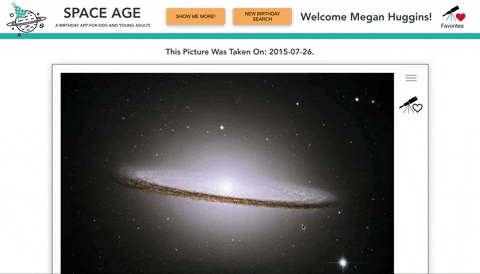 SPACE AGE
A BIRTHDAY APP FOR KIDS AND YOUNG ADULTS
SHOW ME MORE!
NEW BIRTHDAY
SEARCH
Welcome Megan Huggins!
Favorites
This Picture Was Taken On: 2015-07-26.